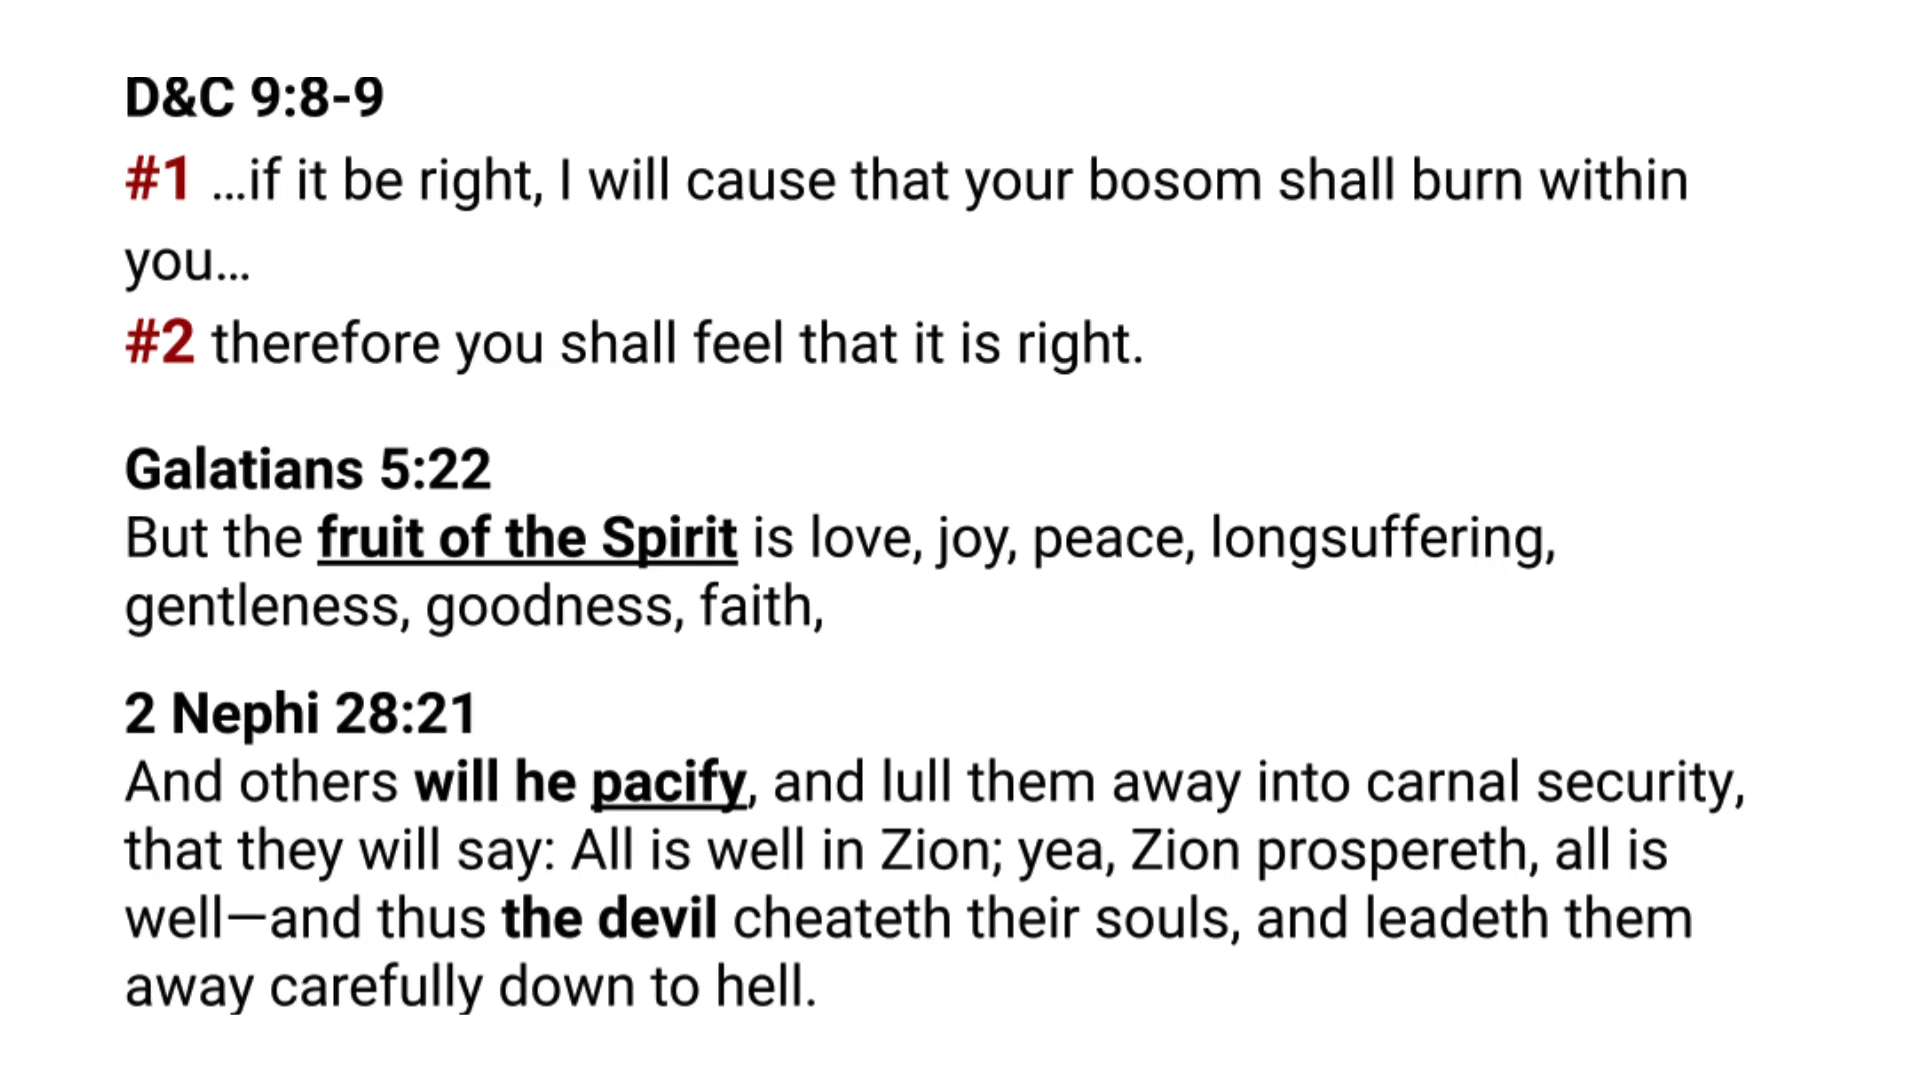 D&C 9:8-9
#1 …if it be right, I will cause that your bosom shall burn within
you…
#2 therefore you shall feel that it is right.
Galatians 5:22
But the fruit of the Spirit is love, joy, peace, longsuffering,
gentleness, goodness, faith,
2 Nephi 28:21
And others will he pacify, and lull them away into carnal security,
that they will say: All is well in Zion; yea, Zion prospereth, all is
well—and thus the devil cheateth their souls, and leadeth them
away carefully down to hell.